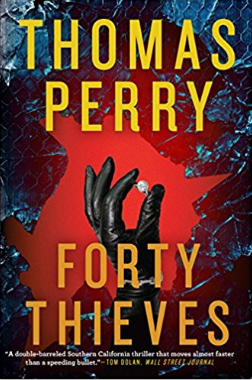 THOMAS
PERRY
FORTY
THIEVES
"A double-barreled Southern California thriller that moves almost faster
than a speeding bullet."—TOM DOLAN, WALL STREET JOURNAL